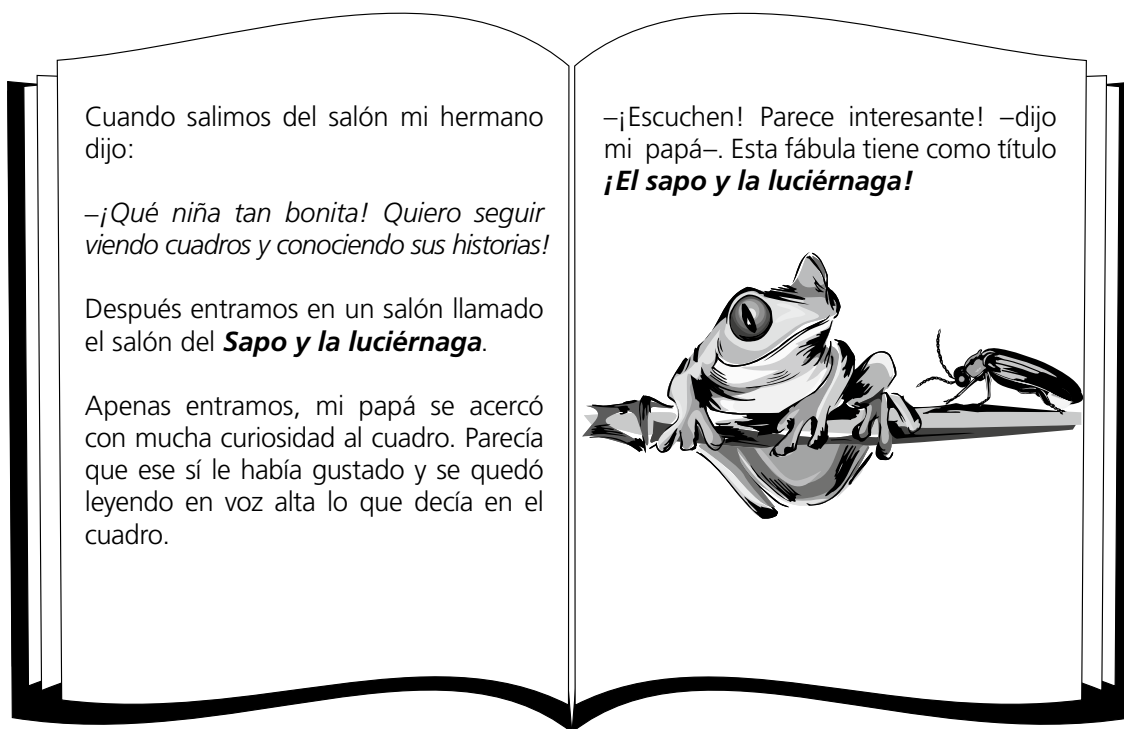 Cuando salimos del salón mi hermano
dijo:
–¡Qué niña tan bonita! Quiero seguir
viendo cuadros y conociendo sus historias!
Después entramos en un salón llamado
el salón del Sapo y la luciérnaga.
Apenas entramos, mi papá se acercó
con mucha curiosidad al cuadro. Parecía
que ese sí le había gustado y se quedó
leyendo en voz alta lo que decía en el
cuadro.
–¡Escuchen! Parece interesante! –dijo
mi papá–. Esta fábula tiene como título
¡El sapo y la luciérnaga!